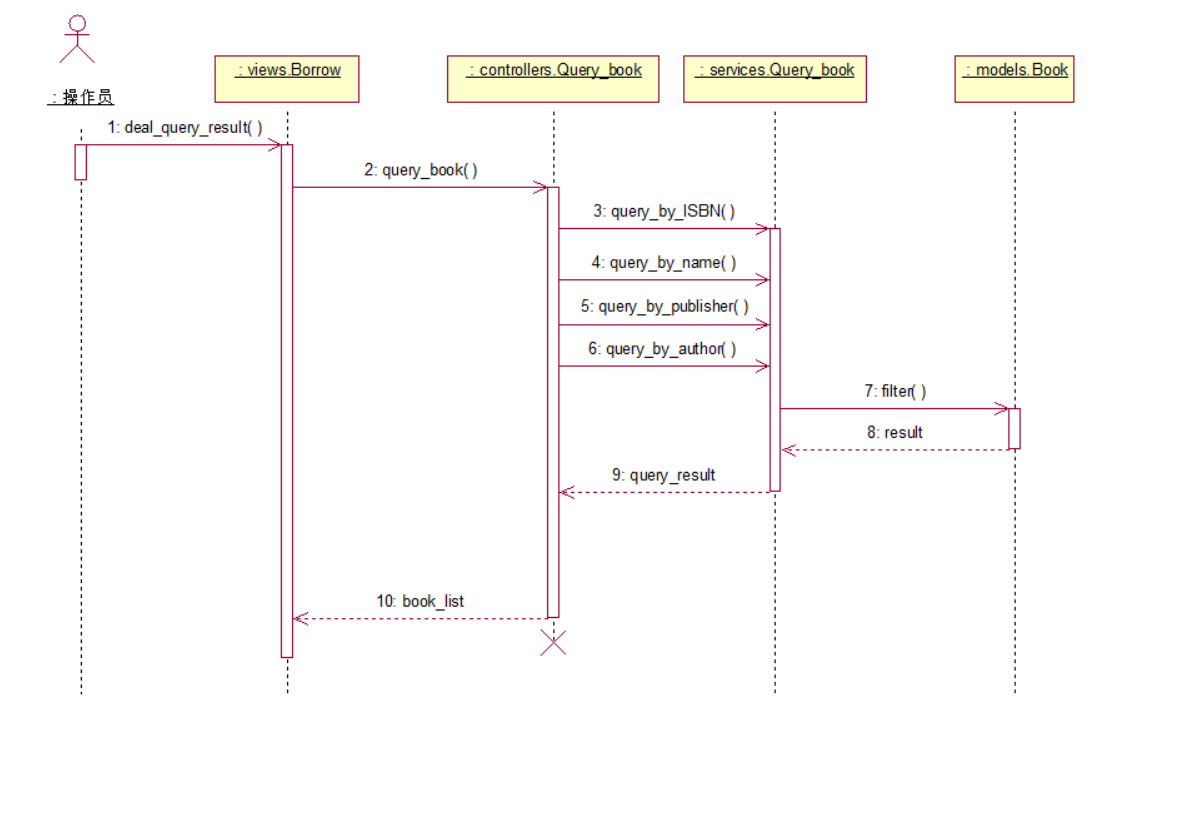 : views.Borrow
: controllers.Query_book
: services.Query_book
: models.Book
: 操作员
1: deal_query_result( )
2: query_book( )
3: query_by_ISBN( )
4: query_by_name( )
5: query_by_publisher( )
6: query_by_author( )
7: filter( )
8: result
9: query_result
10: book_list